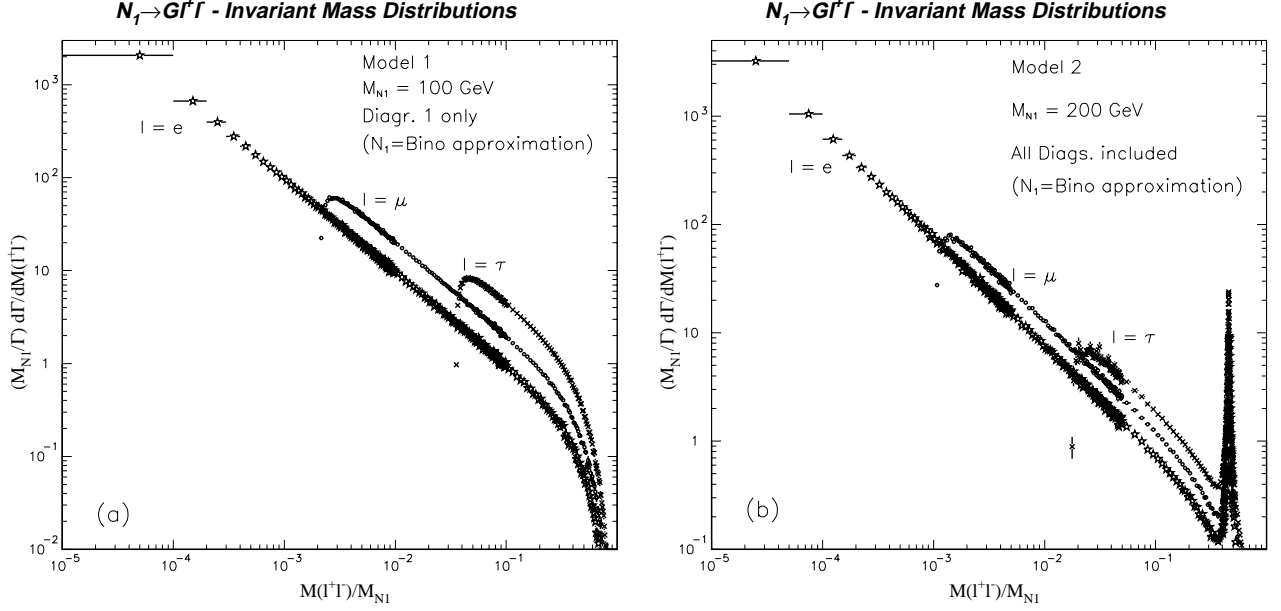 N₁→Gl⁺l⁻ - Invariant Mass Distributions
(M_N1/Γ) dΓ/dM(l⁺l⁻)
10³
10²
10
1
10⁻¹
10⁻²
Model 1
M_N1 = 100 GeV
Diagr. 1 only
(N₁=Bino approximation)
l = e
l = μ
l = τ
(a)
10⁻⁵ 10⁻⁴ 10⁻³ 10⁻² 10⁻¹
M(l⁺l⁻)/M_N1
N₁→Gl⁺l⁻ - Invariant Mass Distributions
(M_N1/Γ) dΓ/dM(l⁺l⁻)
10³
10²
10
1
10⁻¹
Model 2
M_N1 = 200 GeV
All Diags. included
(N₁=Bino approximation)
l = e
l = μ
l = τ
(b)
10⁻⁵ 10⁻⁴ 10⁻³ 10⁻² 10⁻¹
M(l⁺l⁻)/M_N1